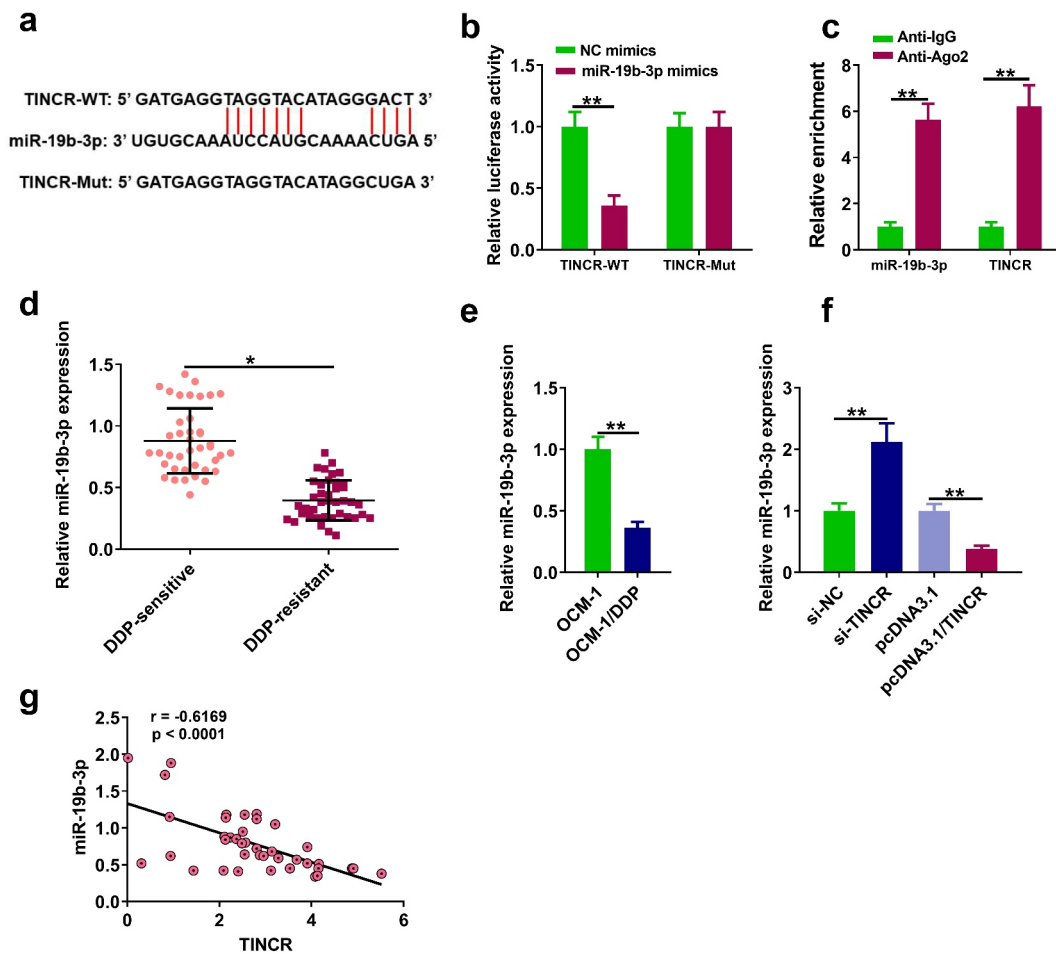 a
TINCR-WT: 5' GATGAGGTAGGTACATAGGGACT 3'
miR-19b-3p: 3' UGUGCAAAUCCAUGCAAAACUGA 5'
TINCR-Mut: 5' GATGAGGTAGGTACATAGGCUGA 3'
b
NC mimics
miR-19b-3p mimics
Relative luciferase activity
1.5
1.0
0.5
0.0
**
TINCR-WT
TINCR-Mut
c
Anti-IgG
Anti-Ago2
Relative enrichment
8
6
4
2
0
**
**
miR-19b-3p
TINCR
d
Relative miR-19b-3p expression
1.5
1.0
0.5
0.0
*
DDP-sensitive
DDP-resistant
e
Relative miR-19b-3p expression
1.5
1.0
0.5
0.0
**
OCM-1
OCM-1/DDP
f
Relative miR-19b-3p expression
3
2
1
0
**
**
si-NC
si-TINCR
pcDNA3.1
pcDNA3.1/TINCR
g
r = -0.6169
p < 0.0001
miR-19b-3p
2.5
2.0
1.5
1.0
0.5
0.0
0
2
4
6
TINCR